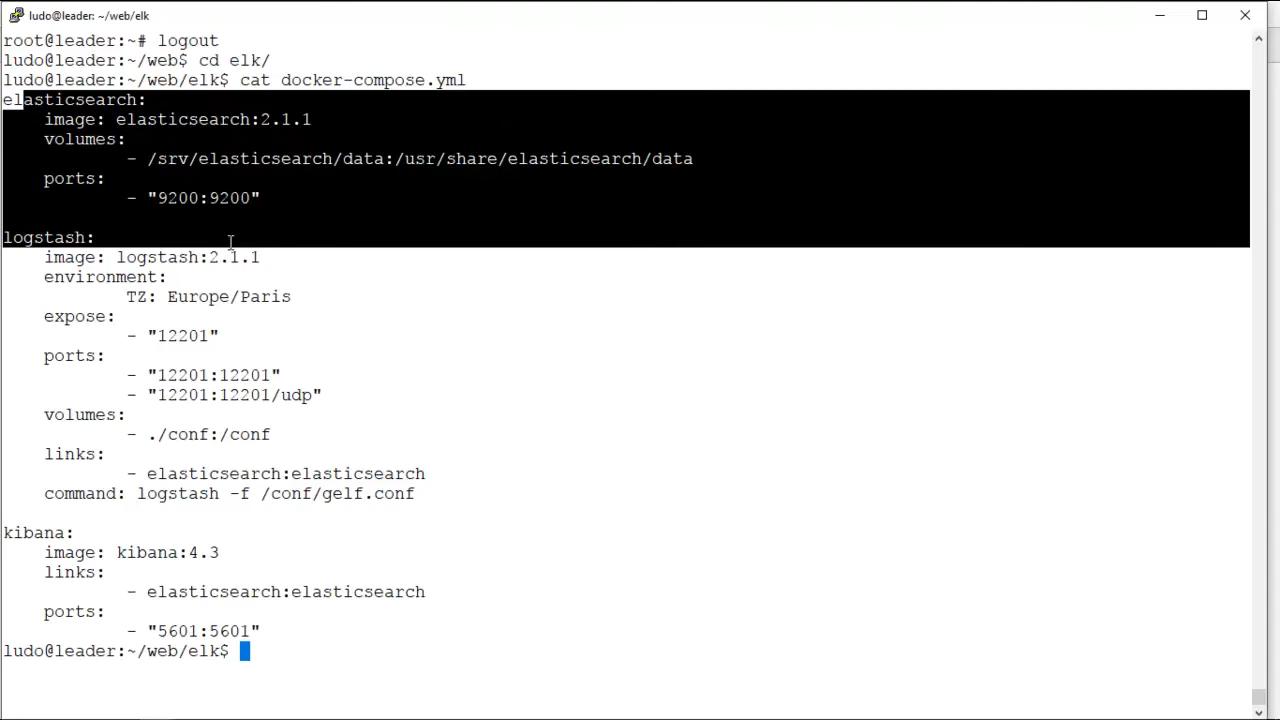 ludo@leader: ~/web/elk
root@leader:~# logout
ludo@leader:~/web$ cd elk/
ludo@leader:~/web/elk$ cat docker-compose.yml
elasticsearch:
    image: elasticsearch:2.1.1
    volumes:
            - /srv/elasticsearch/data:/usr/share/elasticsearch/data
    ports:
            - "9200:9200"

logstash:
    image: logstash:2.1.1
    environment:
            TZ: Europe/Paris
    expose:
            - "12201"
    ports:
            - "12201:12201"
            - "12201:12201/udp"
    volumes:
            - ./conf:/conf
    links:
            - elasticsearch:elasticsearch
    command: logstash -f /conf/gelf.conf

kibana:
    image: kibana:4.3
    links:
            - elasticsearch:elasticsearch
    ports:
            - "5601:5601"
ludo@leader:~/web/elk$